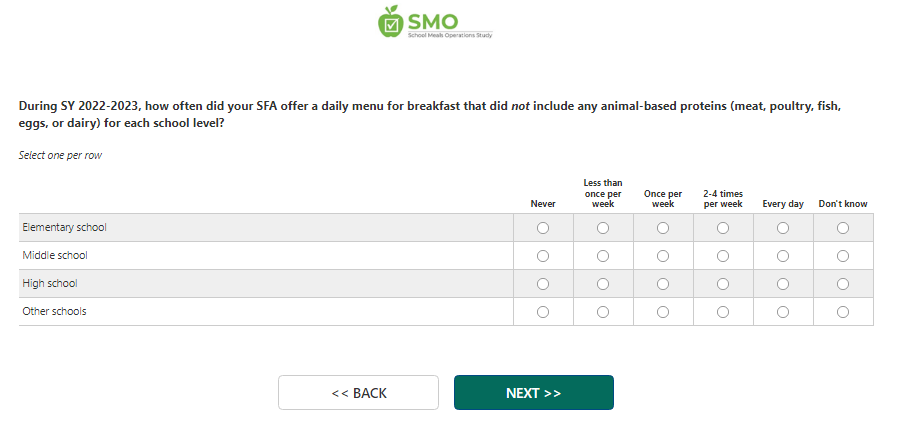 SMO
School Meals Operations Study
During SY 2022-2023, how often did your SFA offer a daily menu for breakfast that did not include any animal-based proteins (meat, poultry, fish,
eggs, or dairy) for each school level?
Select one per row
Never
Less than
once per
week
Once per
week
2-4 times
per week
Every day
Don't know
Elementary school
Middle school
High school
Other schools
<< BACK
NEXT >>